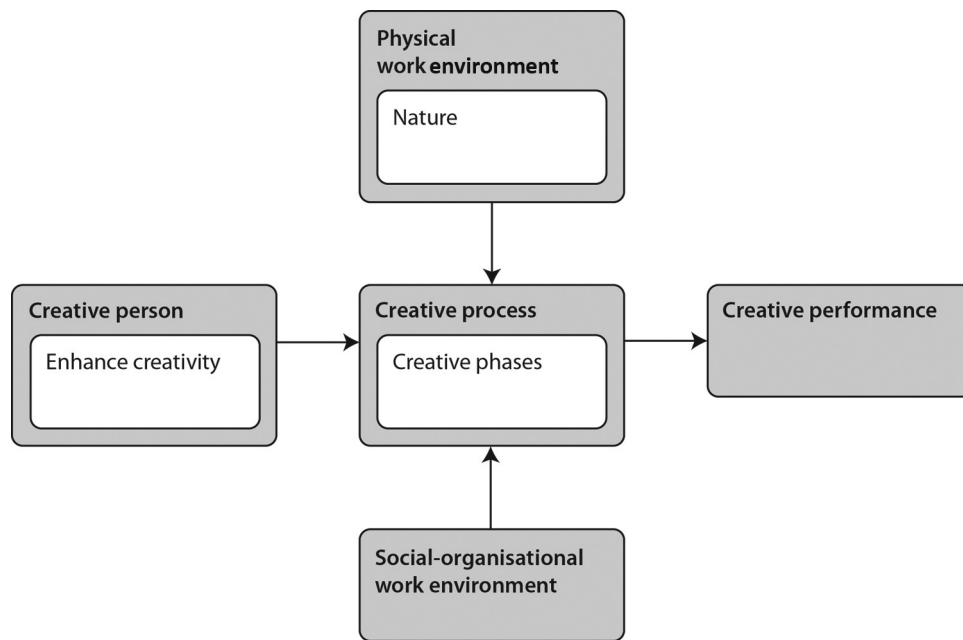 Physical
work environment
Nature
Creative person
Enhance creativity
Creative process
Creative phases
Creative performance
Social-organisational
work environment